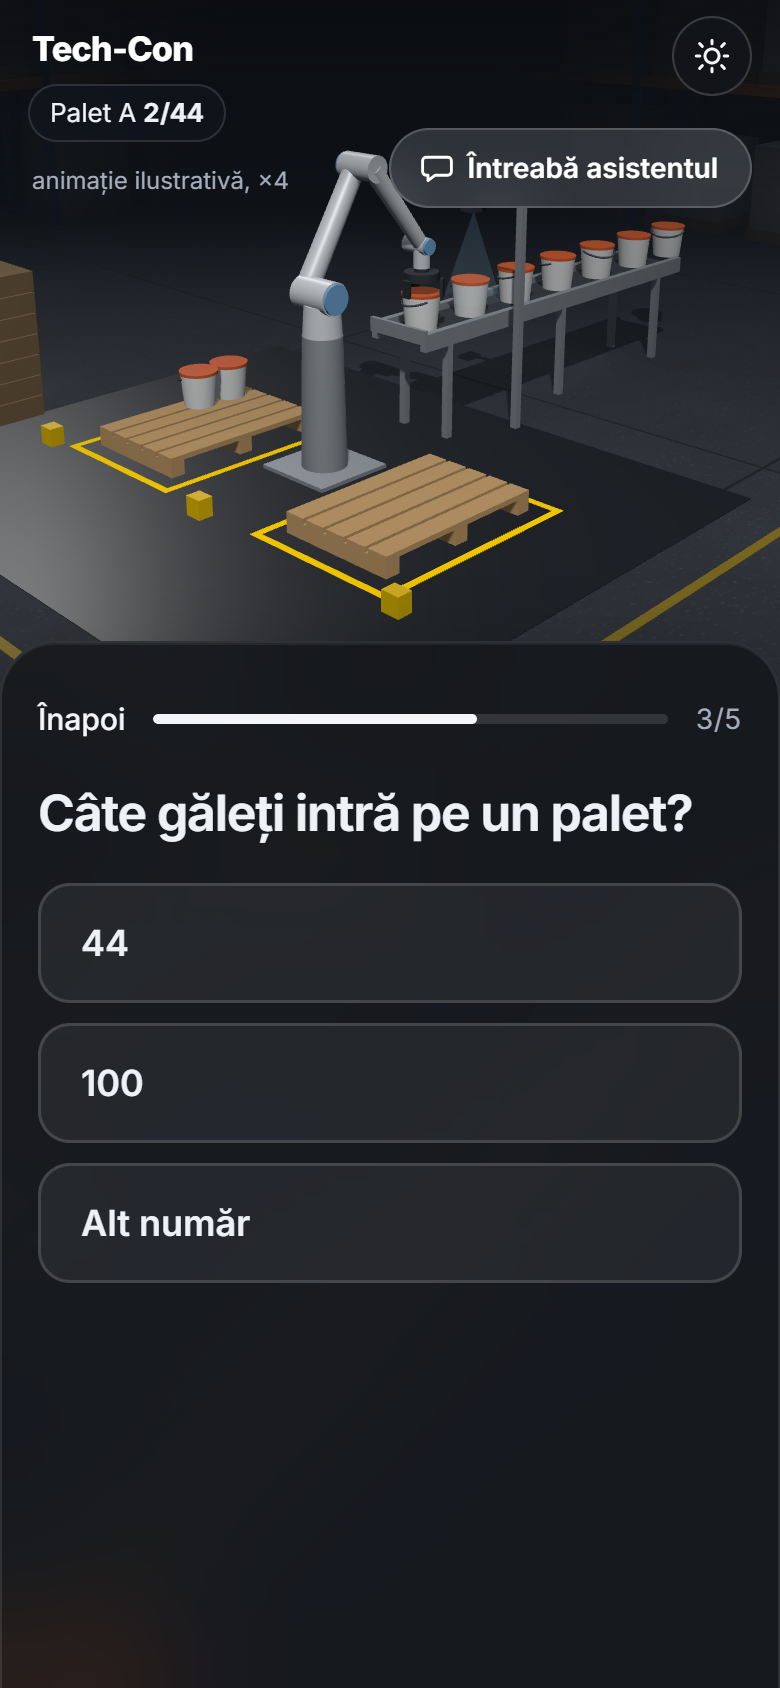 Tech-Con
Palet A 2/44
animație ilustrativă, ×4
Întreabă asistentul
Înapoi
3/5
Câte găleți intră pe un palet?
44
100
Alt număr